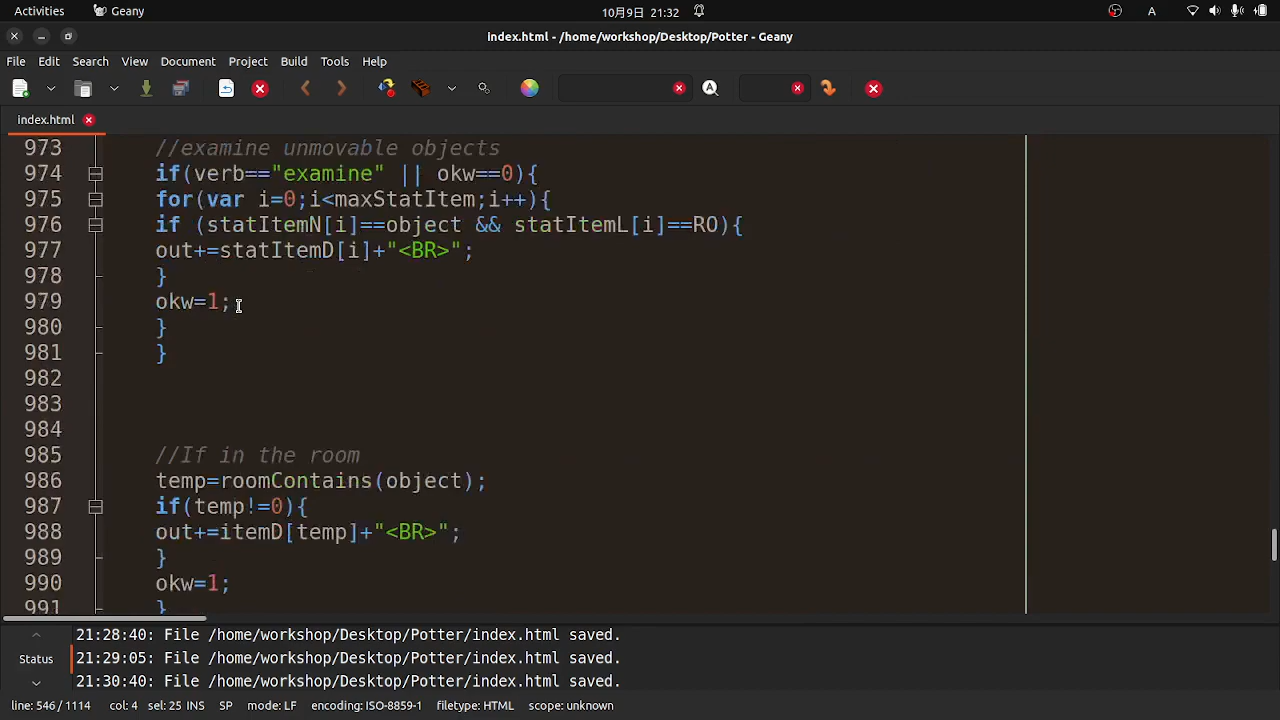 Activities Geany 10月9日 21:32 A
index.html - /home/workshop/Desktop/Potter - Geany
File Edit Search View Document Project Build Tools Help
index.html
973 //examine unmovable objects
974 if(verb=="examine" || okw==0){
975 for(var i=0;i<maxStatItem;i++){
976 if (statItemN[i]==object && statItemL[i]==RO){
977 out+=statItemD[i]+"<BR>";
978 }
979 okw=1;
980 }
981 }
982
983
984
985 //If in the room
986 temp=roomContains(object);
987 if(temp!=0){
988 out+=itemD[temp]+"<BR>";
989 }
990 okw=1;
991 }
21:28:40: File /home/workshop/Desktop/Potter/index.html saved.
Status 21:29:05: File /home/workshop/Desktop/Potter/index.html saved.
21:30:40: File /home/workshop/Desktop/Potter/index.html saved.
line: 546/1114 col: 4 sel: 25 INS SP mode: LF encoding: ISO-8859-1 filetype: HTML scope: unknown